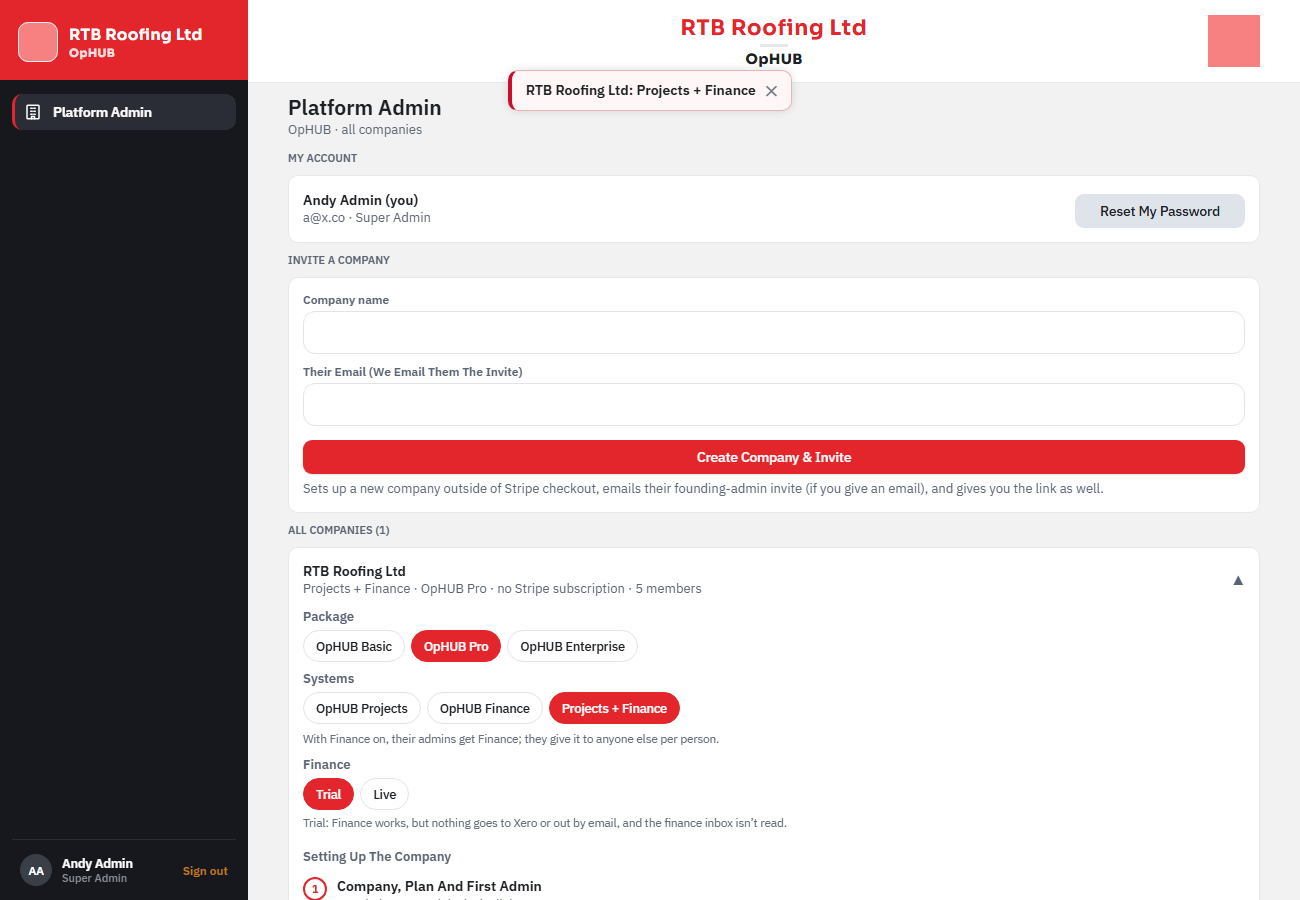 RTB Roofing Ltd
OpHUB
Platform Admin
RTB Roofing Ltd
OpHUB
RTB Roofing Ltd: Projects + Finance
Platform Admin
OpHUB · all companies
MY ACCOUNT
Andy Admin (you)
a@x.co · Super Admin
Reset My Password
INVITE A COMPANY
Company name
Their Email (We Email Them The Invite)
Create Company & Invite
Sets up a new company outside of Stripe checkout, emails their founding-admin invite (if you give an email), and gives you the link as well.
ALL COMPANIES (1)
RTB Roofing Ltd
Projects + Finance · OpHUB Pro · no Stripe subscription · 5 members
Package
OpHUB Basic
OpHUB Pro
OpHUB Enterprise
Systems
OpHUB Projects
OpHUB Finance
Projects + Finance
With Finance on, their admins get Finance; they give it to anyone else per person.
Finance
Trial
Live
Trial: Finance works, but nothing goes to Xero or out by email, and the finance inbox isn’t read.
Setting Up The Company
1
Company, Plan And First Admin
AA
Andy Admin
Super Admin
Sign out